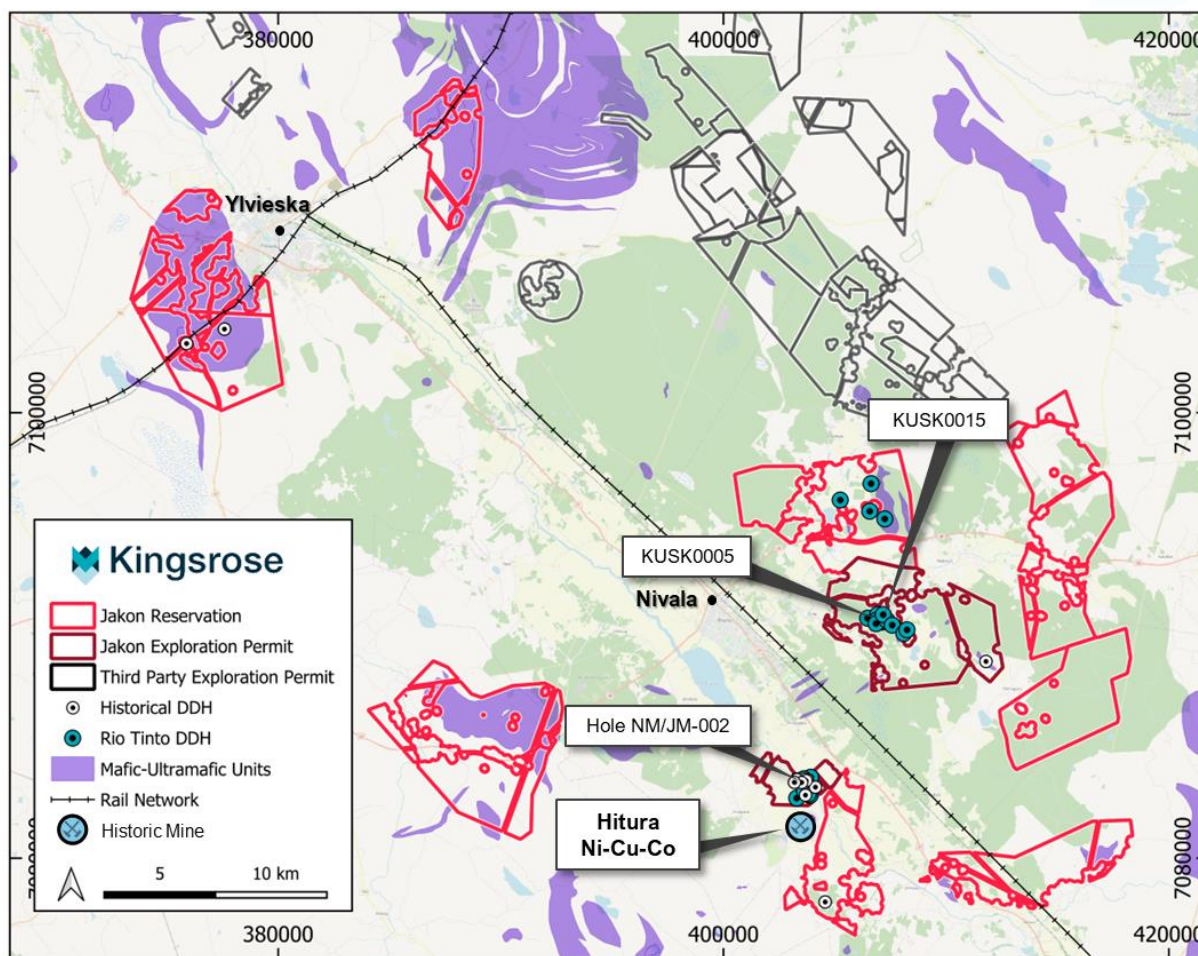 380000
400000
420000
Ylvieska
7100000
7100000
KUSK0015
KUSK0005
Nivala
Hole NM/JM-002
Hitura
Ni-Cu-Co
7080000
7080000
Kingsrose
Jakon Reservation
Jakon Exploration Permit
Third Party Exploration Permit
Historical DDH
Rio Tinto DDH
Mafic-Ultramafic Units
Rail Network
Historic Mine
5
10 km
380000
400000
420000